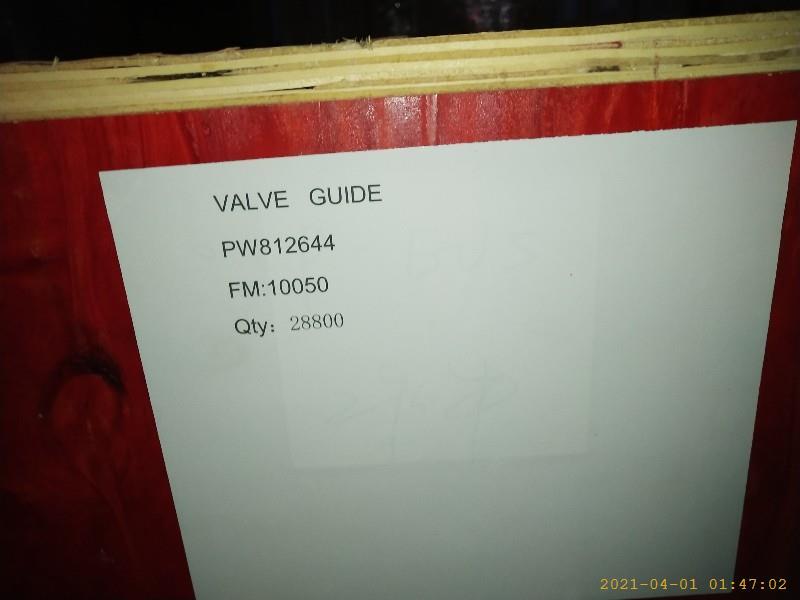 VALVE GUIDE
PW812644
FM:10050
Qty: 28800
2021-04-01 01:47:02